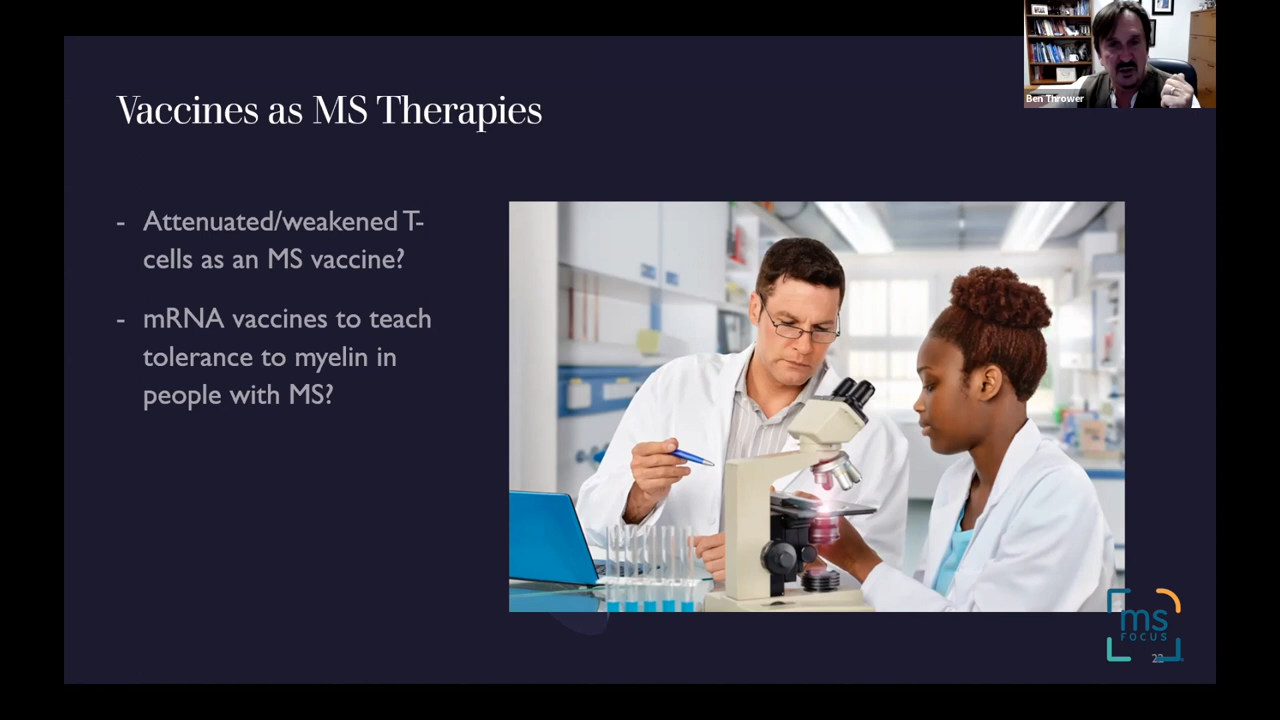 Ben Thrower
Vaccines as MS Therapies
- Attenuated/weakened T-
cells as an MS vaccine?
- mRNA vaccines to teach
tolerance to myelin in
people with MS?
ms
FOCUS
22